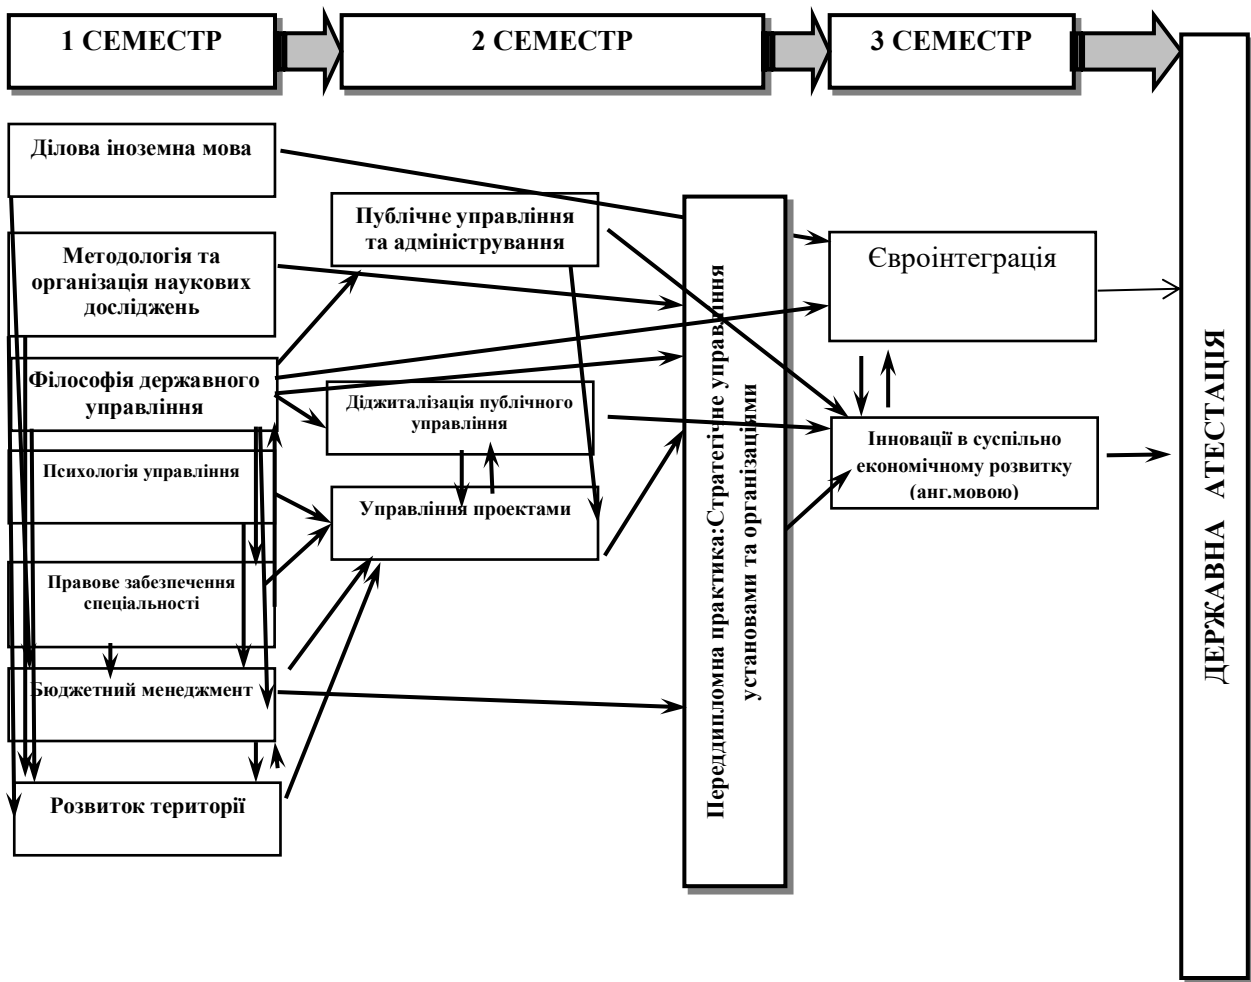 1 СЕМЕСТР
2 СЕМЕСТР
3 СЕМЕСТР
Ділова іноземна мова
Методологія та
організація наукових
досліджень
Філософія державного
управління
Психологія управління
Правове забезпечення
спеціальності
Бюджетний менеджмент
Розвиток території
Публічне управління
та адміністрування
Діджиталізація публічного
управління
Управління проектами
Переддипломна практика:Стратегічне управління
установами та організаціями
Євроінтеграція
Інновації в суспільно
економічному розвитку
(анг.мовою)
ДЕРЖАВНА АТЕСТАЦІЯ